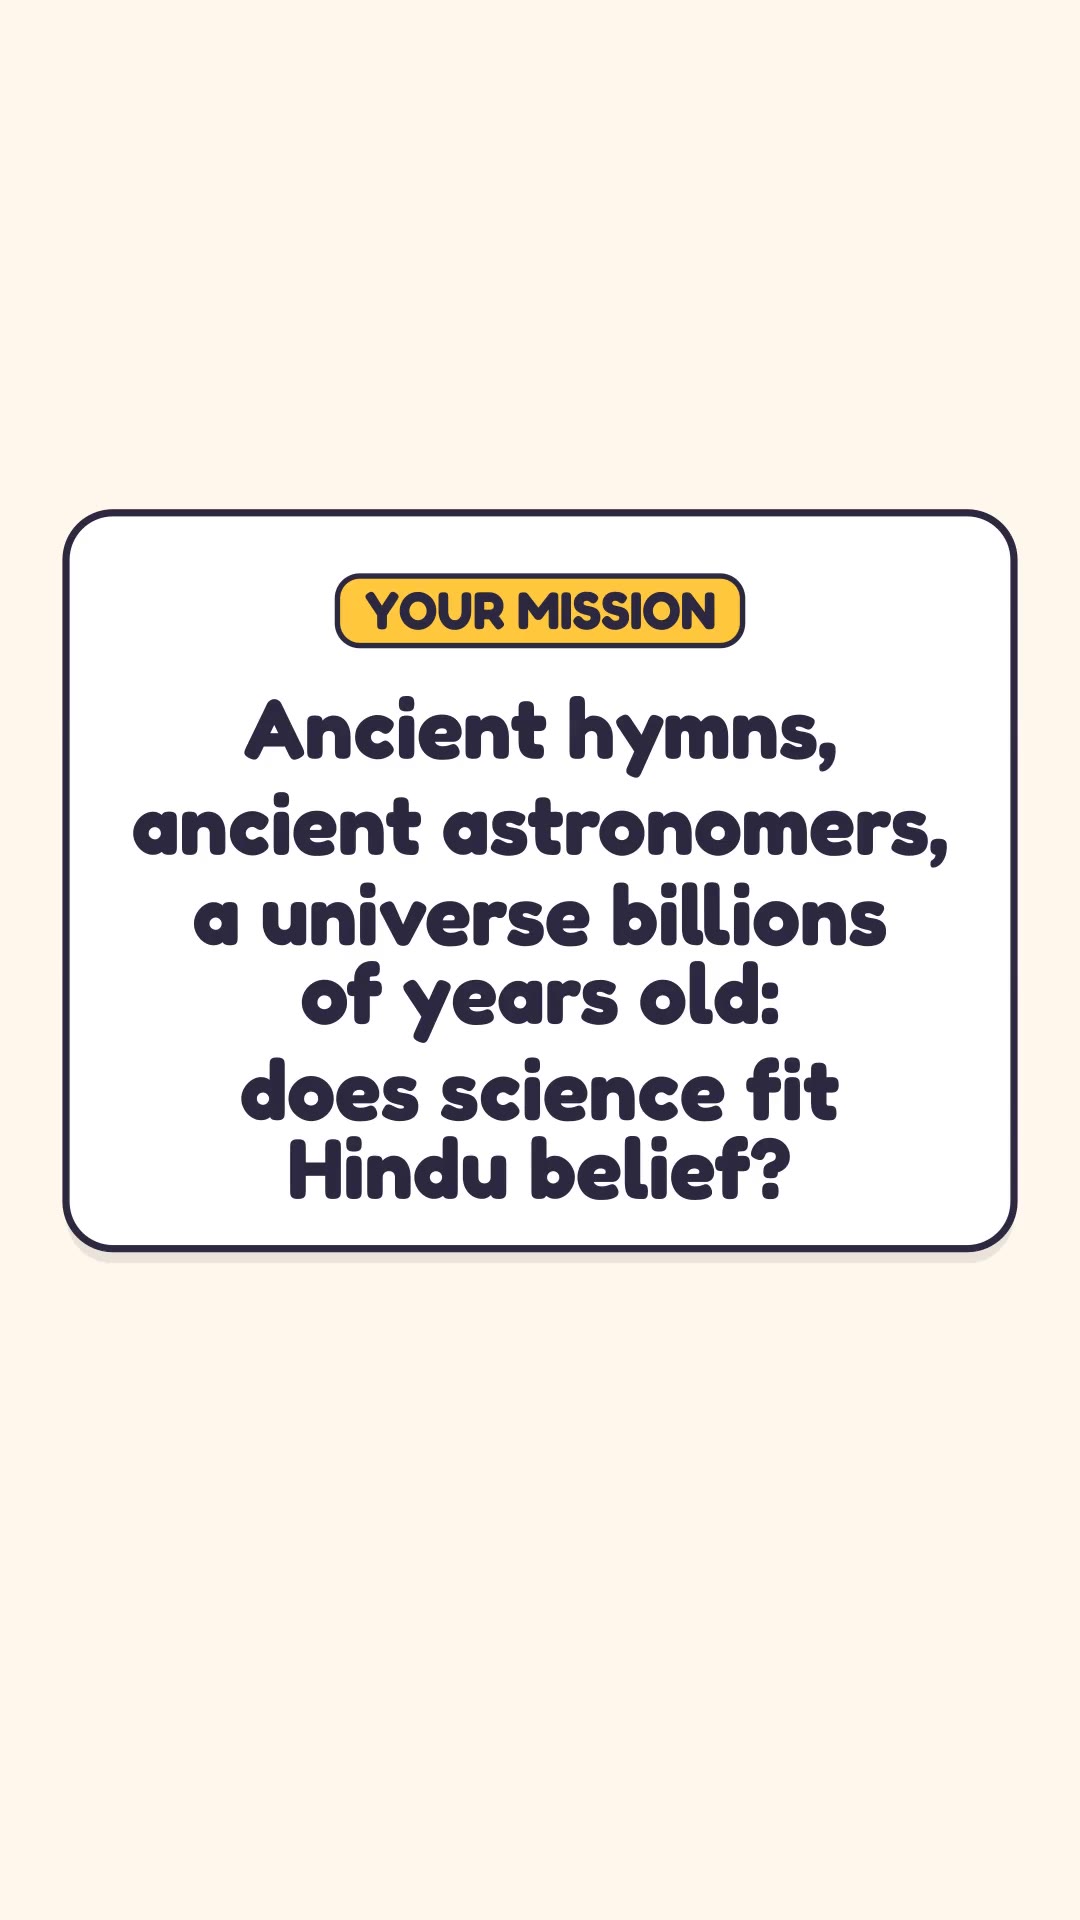 YOUR MISSION
Ancient hymns,
ancient astronomers,
a universe billions
of years old:
does science fit
Hindu belief?